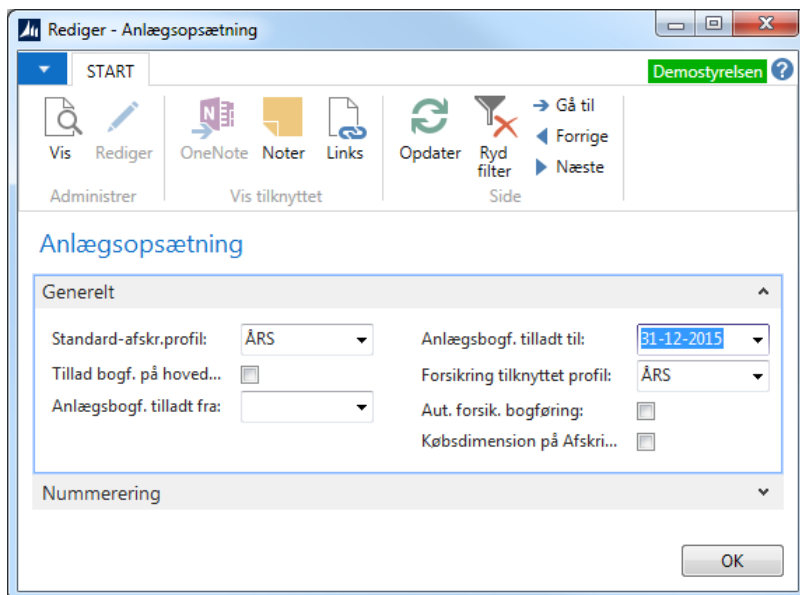 Rediger - Anlægsopsætning
START
Demostyrelsen
Vis
Rediger
OneNote
Noter
Links
Opdater
Ryd
filter
Gå til
Forrige
Næste
Administrer
Vis tilknyttet
Side
Anlægsopsætning
Generelt
Standard-afskr.profil: ÅRS
Tillad bogf. på hoved...
Anlægsbogf. tilladt fra:
Anlægsbogf. tilladt til: 31-12-2015
Forsikring tilknyttet profil: ÅRS
Aut. forsik. bogføring:
Købsdimension på Afskri...
Nummerering
OK